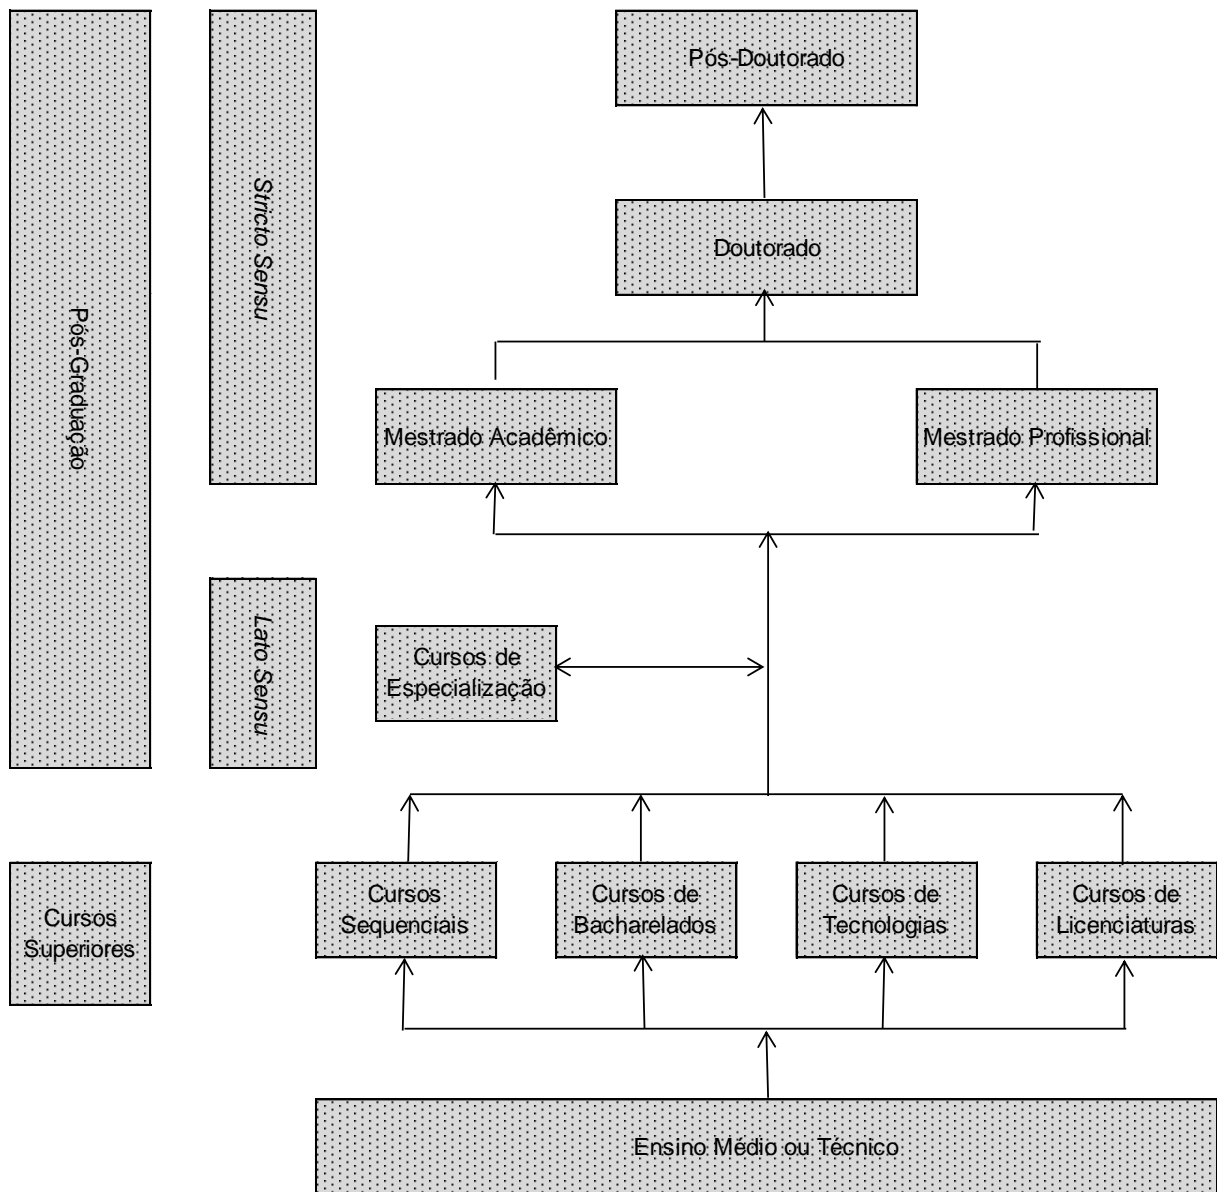 Pós-Doutorado
Stricto Sensu
Doutorado
Pós-Graduação
Mestrado Acadêmico
Mestrado Profissional
Lato Sensu
Cursos de
Especialização
Cursos
Superiores
Cursos
Sequenciais
Cursos de
Bacharelados
Cursos de
Tecnologias
Cursos de
Licenciaturas
Ensino Médio ou Técnico